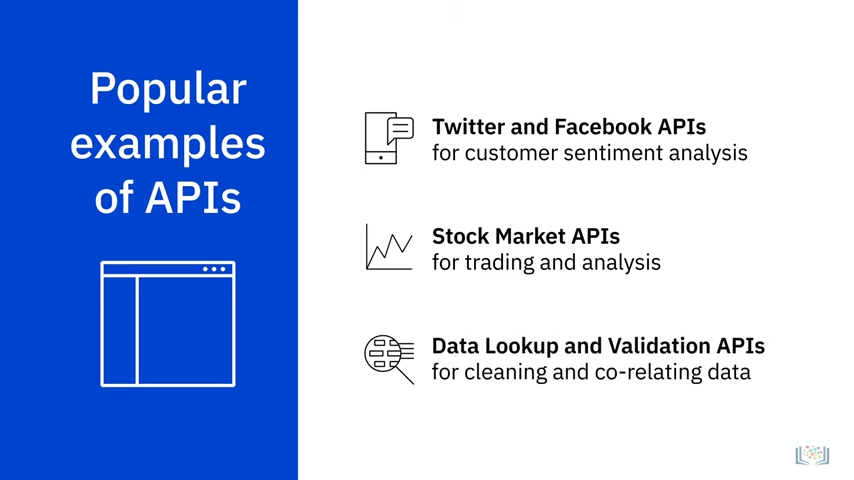 Popular
examples
of APIs
Twitter and Facebook APIs
for customer sentiment analysis
Stock Market APIs
for trading and analysis
Data Lookup and Validation APIs
for cleaning and co-relating data